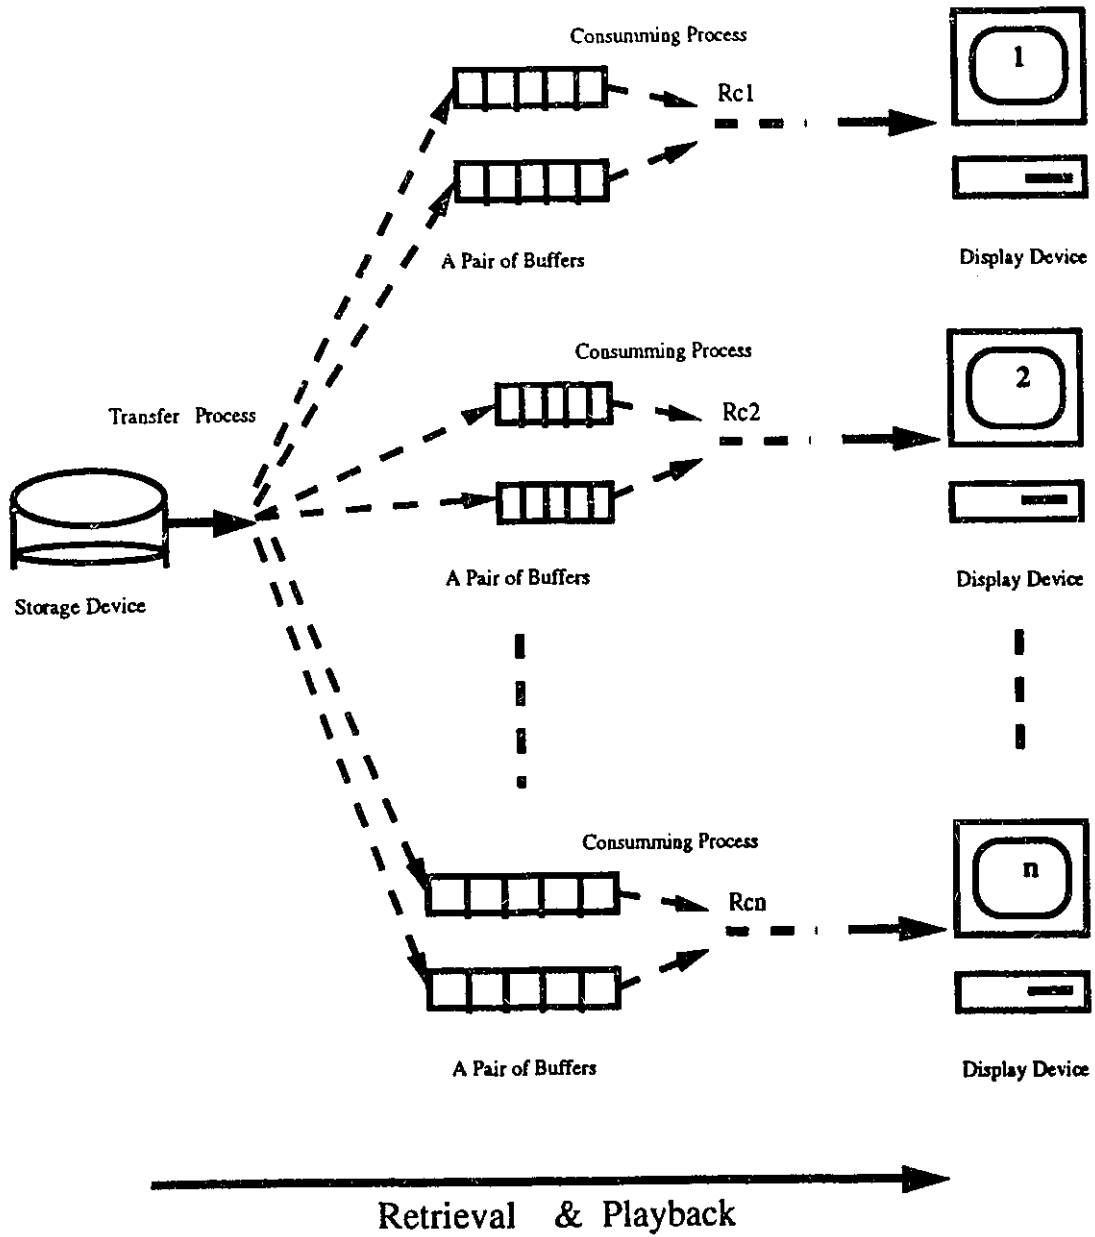 Consumming Process
1
Rc1
A Pair of Buffers
Display Device
Consumming Process
2
Rc2
Transfer Process
Storage Device
A Pair of Buffers
Display Device
Consumming Process
n
Rcn
A Pair of Buffers
Display Device
Retrieval & Playback